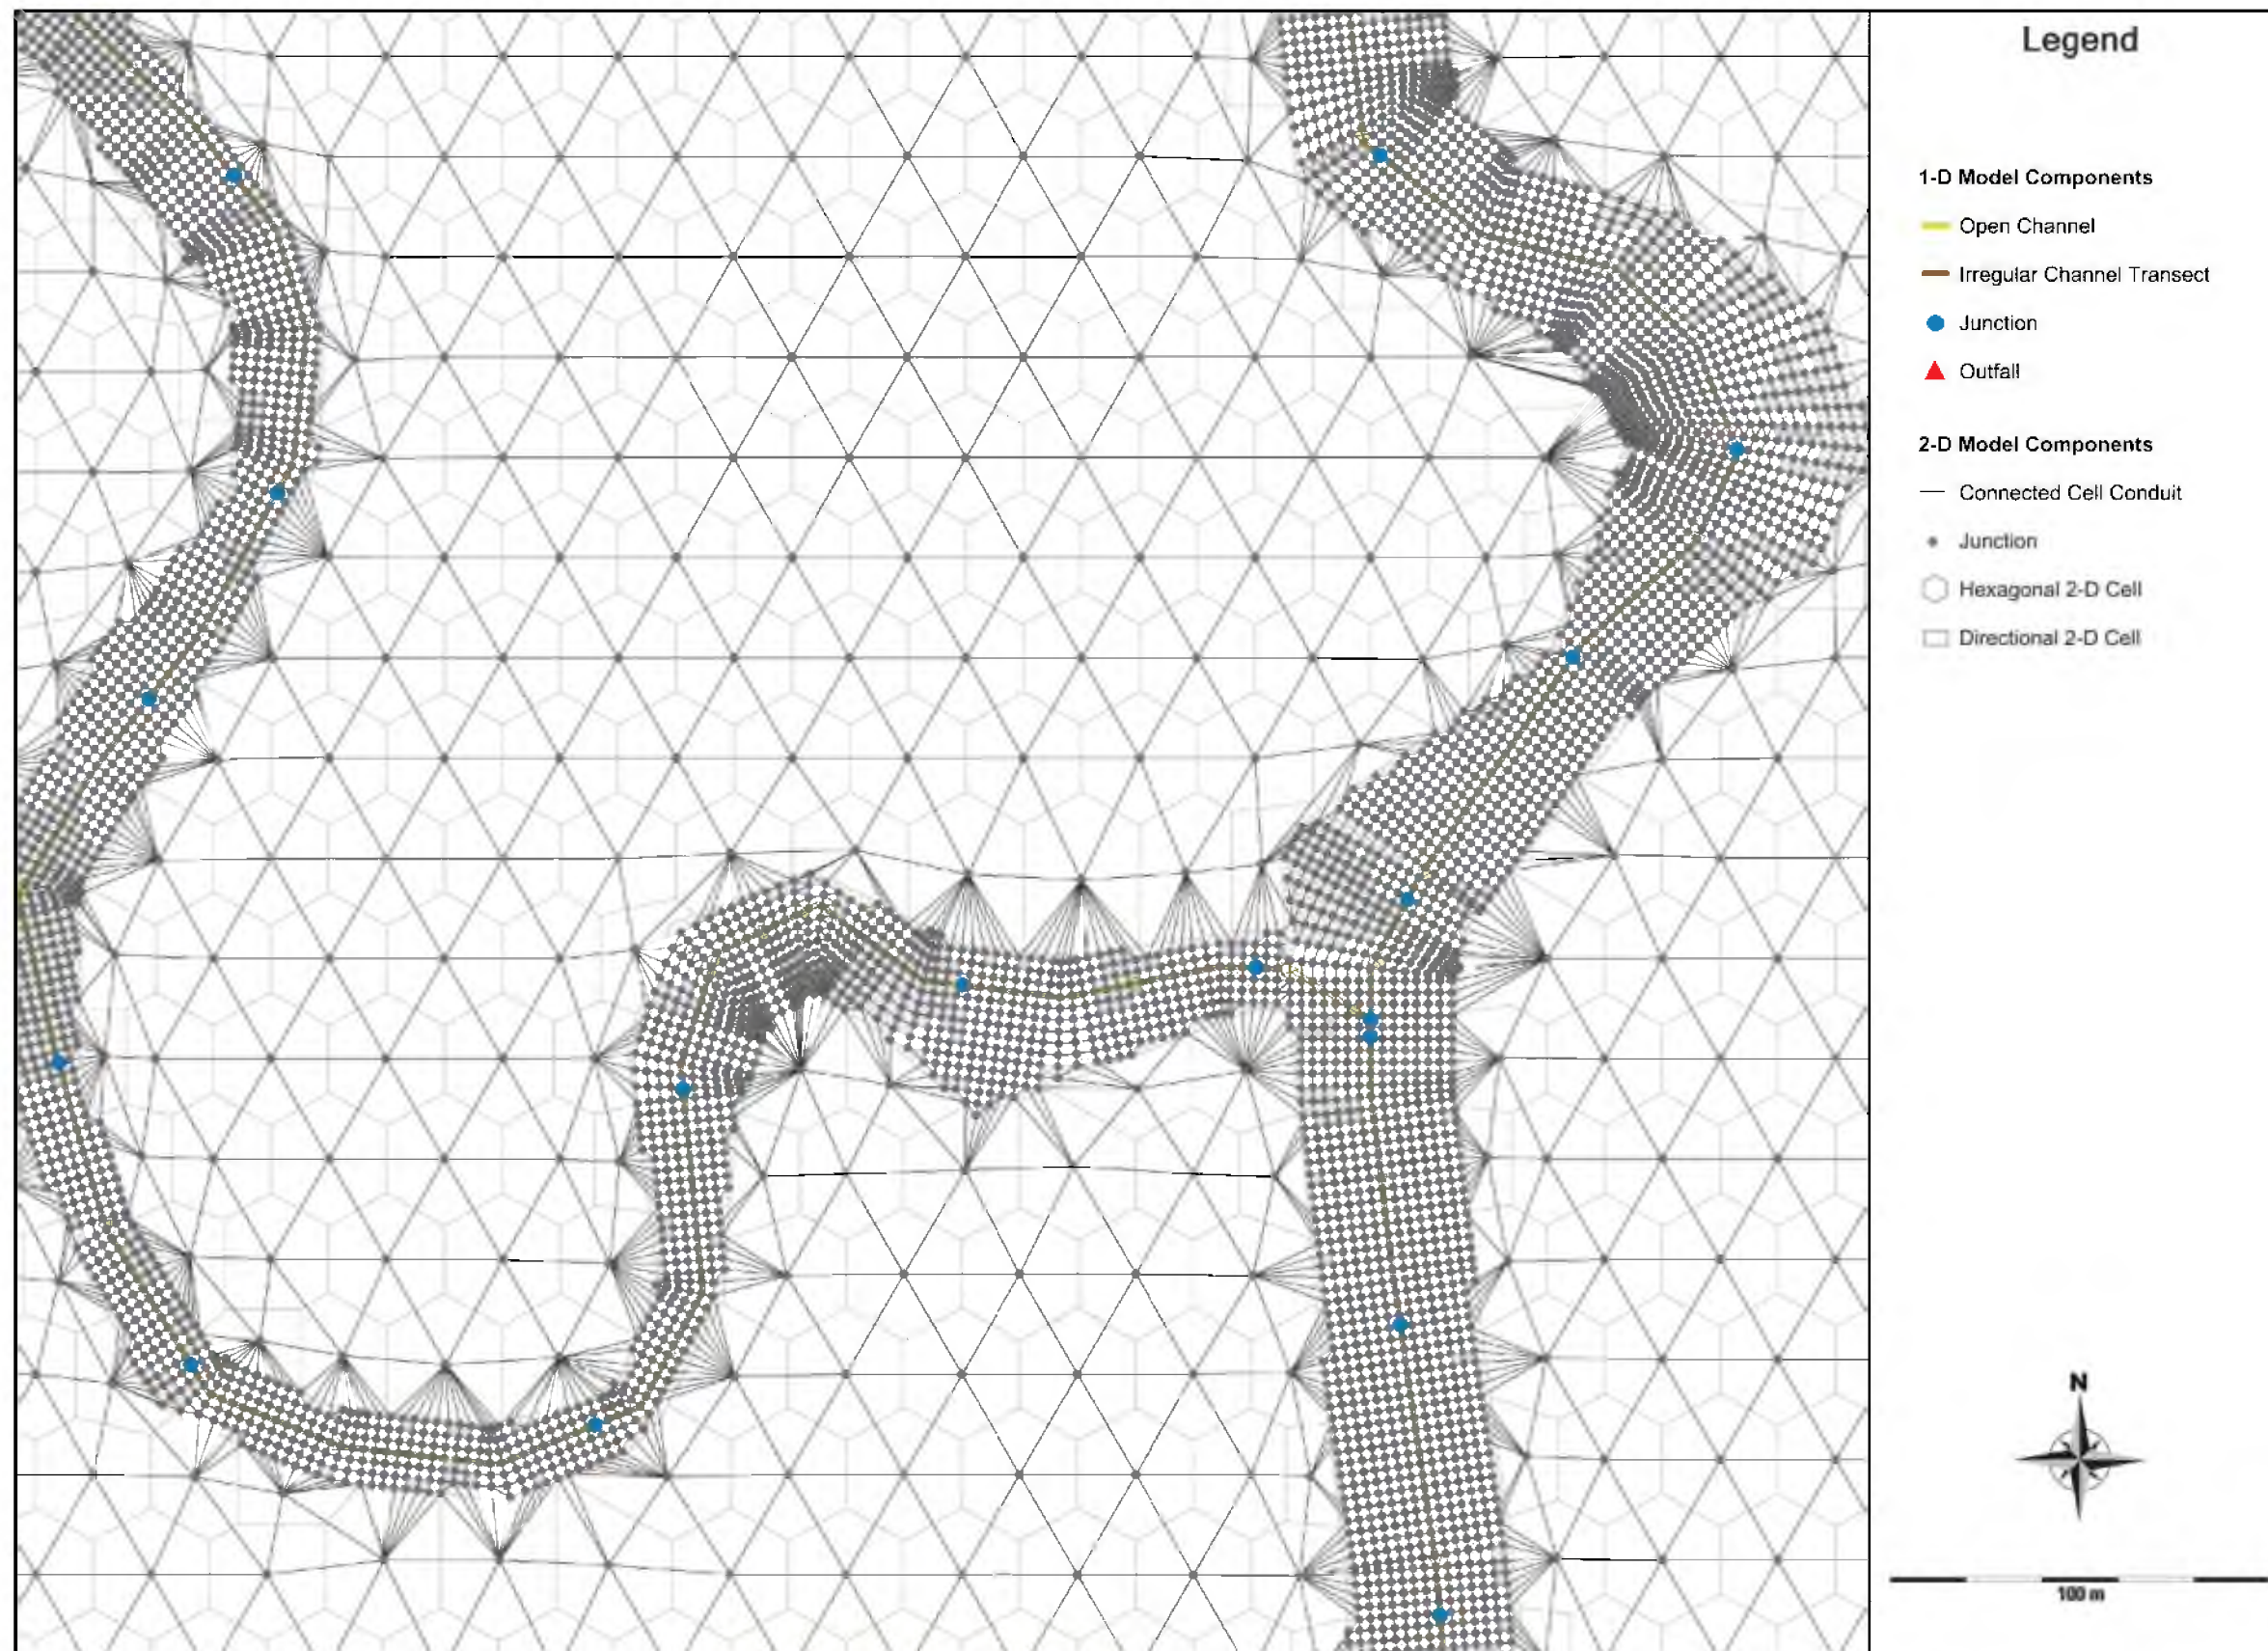 Legend
1-D Model Components
Open Channel
Irregular Channel Transect
Junction
Outfall
2-D Model Components
Connected Cell Conduit
Junction
Hexagonal 2-D Cell
Directional 2-D Cell
N
100 m